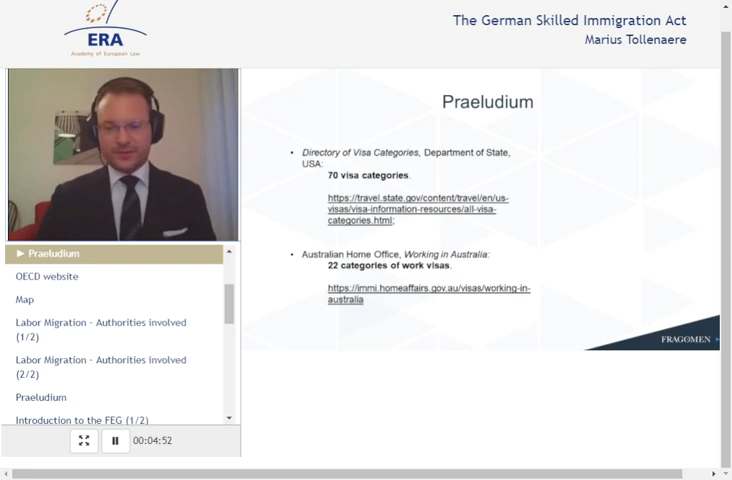 ERA
Academy of European Law
The German Skilled Immigration Act
Marius Tollenaere
Praeludium
• Directory of Visa Categories, Department of State,
USA:
70 visa categories.
https://travel.state.gov/content/travel/en/us-
visas/visa-information-resources/all-visa-
categories.html;
• Australian Home Office, Working in Australia:
22 categories of work visas.
https://immi.homeaffairs.gov.au/visas/working-in-
australia
FRAGOMEN
► Praeludium
OECD website
Map
Labor Migration - Authorities involved
(1/2)
Labor Migration - Authorities involved
(2/2)
Praeludium
Introduction to the FEG (1/2)
00:04:52